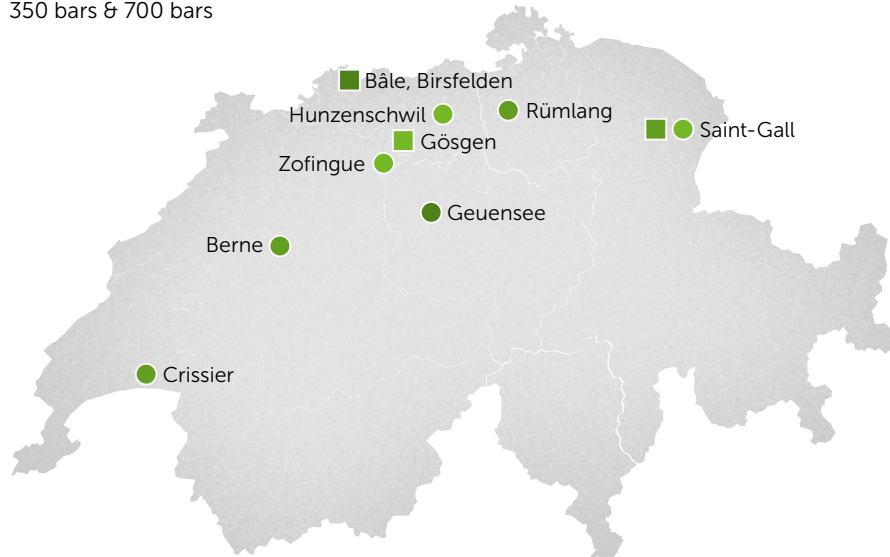 350 bars & 700 bars
Bâle, Birsfelden
Hunzenschwil
Rümlang
Saint-Gall
Gösgen
Zofingue
Geuensee
Berne
Crissier